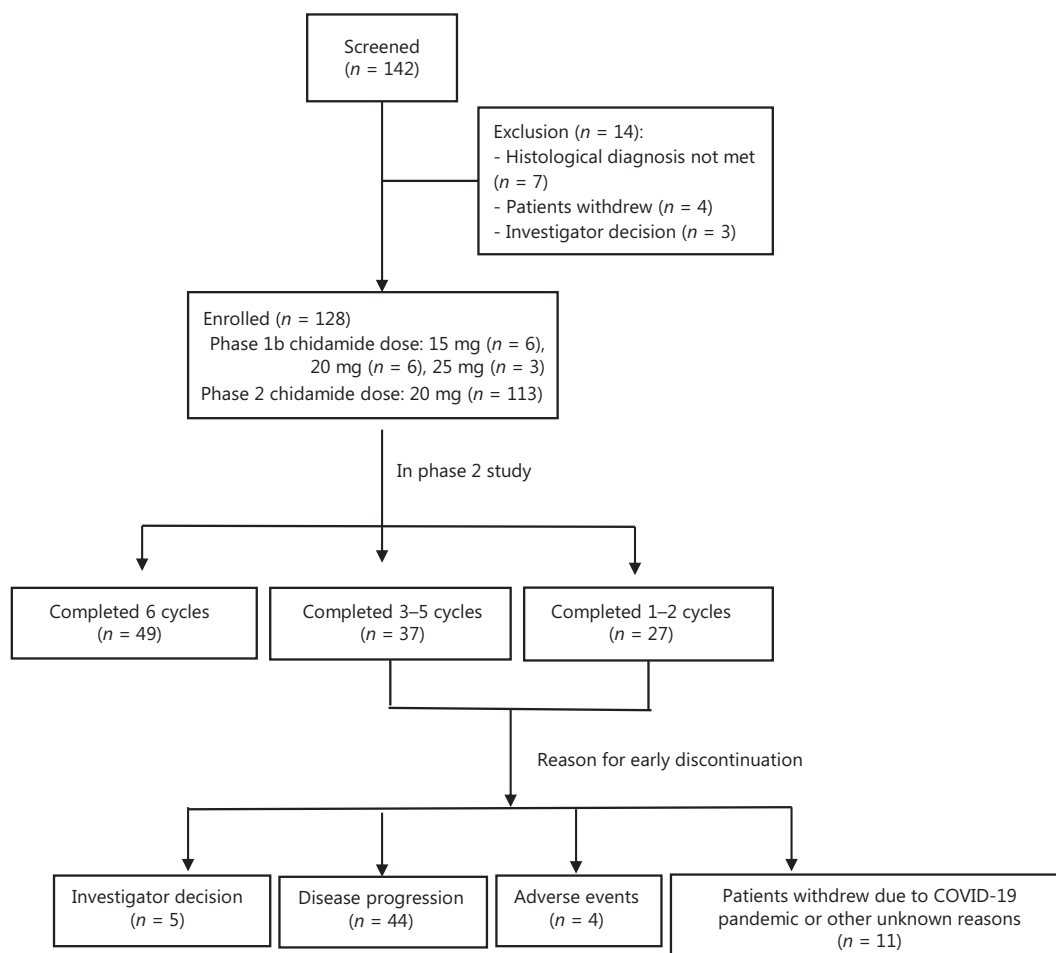 Screened
(n = 142)
Exclusion (n = 14):
- Histological diagnosis not met
(n = 7)
- Patients withdrew (n = 4)
- Investigator decision (n = 3)
Enrolled (n = 128)
Phase 1b chidamide dose: 15 mg (n = 6),
20 mg (n = 6), 25 mg (n = 3)
Phase 2 chidamide dose: 20 mg (n = 113)
In phase 2 study
Completed 6 cycles
(n = 49)
Completed 3–5 cycles
(n = 37)
Completed 1–2 cycles
(n = 27)
Reason for early discontinuation
Investigator decision
(n = 5)
Disease progression
(n = 44)
Adverse events
(n = 4)
Patients withdrew due to COVID-19
pandemic or other unknown reasons
(n = 11)